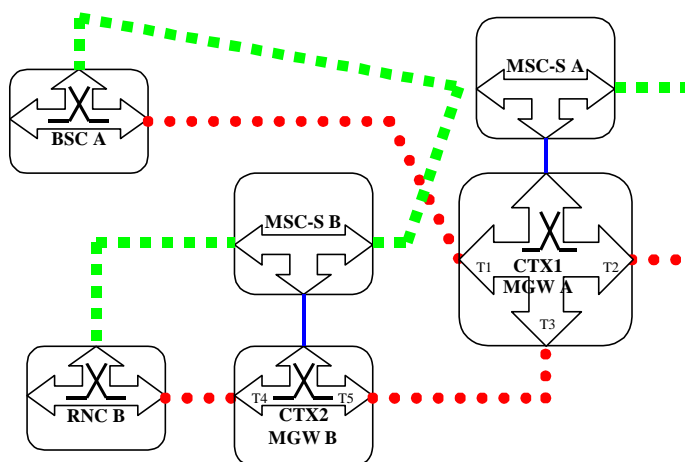 MSC-S A
BSC A
MSC-S B
T1
CTX1
T2
MGW A
T3
T4
CTX2
T5
RNC B
MGW B